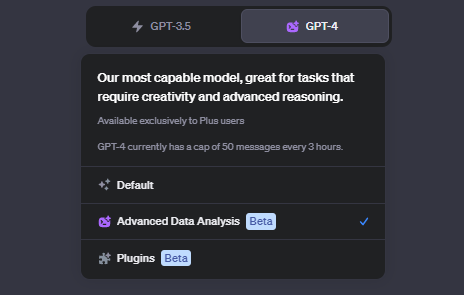 GPT-3.5
GPT-4
Our most capable model, great for tasks that
require creativity and advanced reasoning.
Available exclusively to Plus users
GPT-4 currently has a cap of 50 messages every 3 hours.
Default
Advanced Data Analysis Beta
Plugins Beta